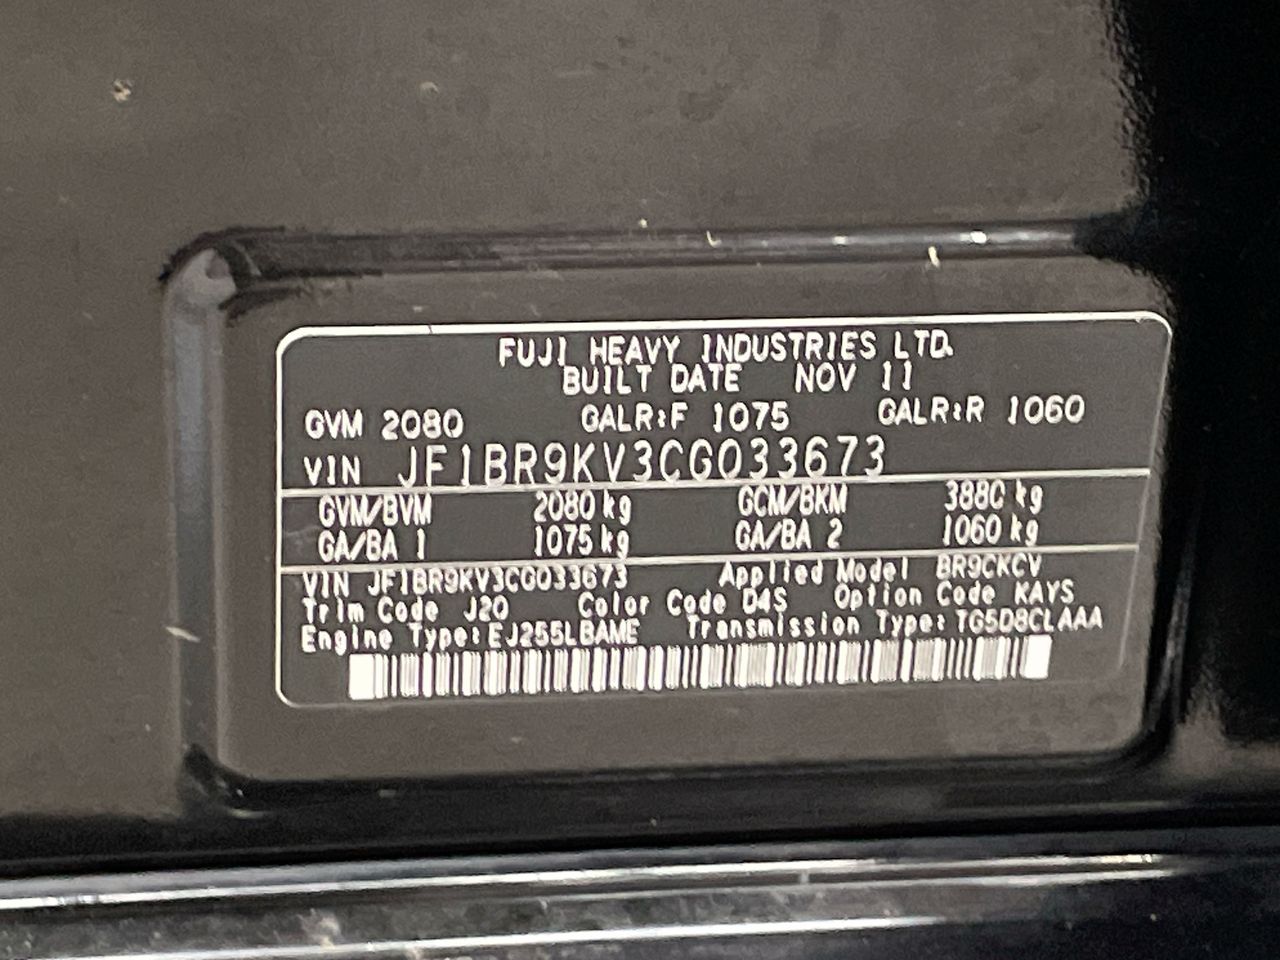 FUJI HEAVY INDUSTRIES LTD.
BUILT DATE NOV 11
GVM 2080 GALR:F 1075 GALR:R 1060
VIN JF1BR9KV3CG033673
GVM/BVM 2080 kg GCM/BKM 3880 kg
GA/BA 1 1075 kg GA/BA 2 1060 kg
VIN JF1BR9KV3CG033673 Applied Model BR9CKCV
Trim Code J20 Color Code D4S Option Code KAYS
Engine Type: EJ255LBAME Transmission Type: TG5D8CLAAA